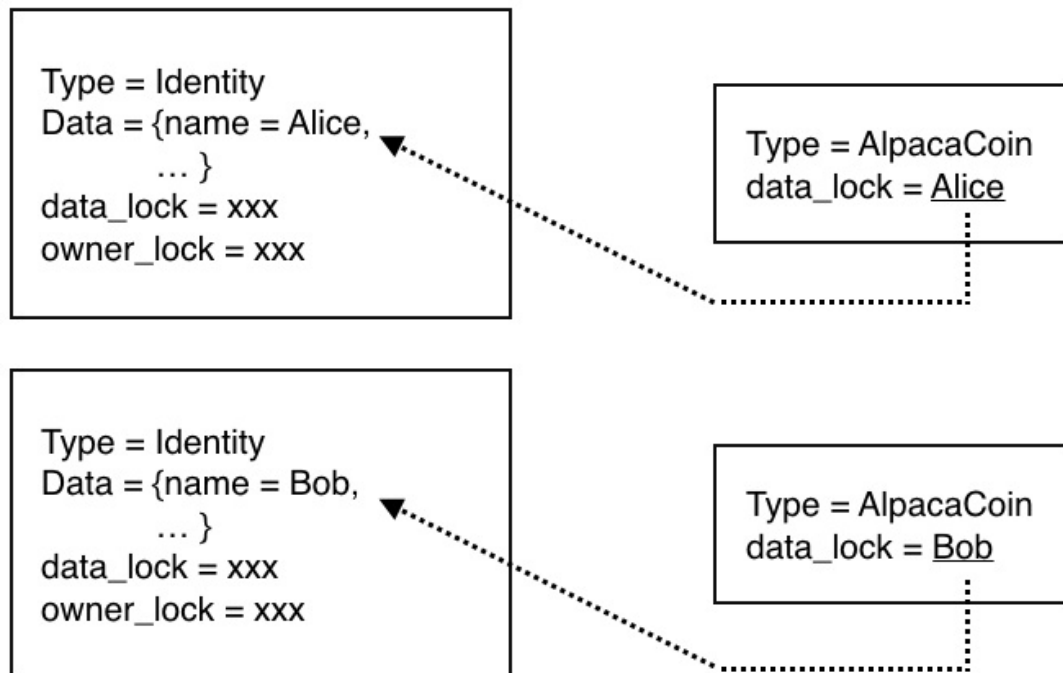 Type = Identity
Data = {name = Alice,
... }
data_lock = xxx
owner_lock = xxx
Type = AlpacaCoin
data_lock = Alice
Type = Identity
Data = {name = Bob,
... }
data_lock = xxx
owner_lock = xxx
Type = AlpacaCoin
data_lock = Bob